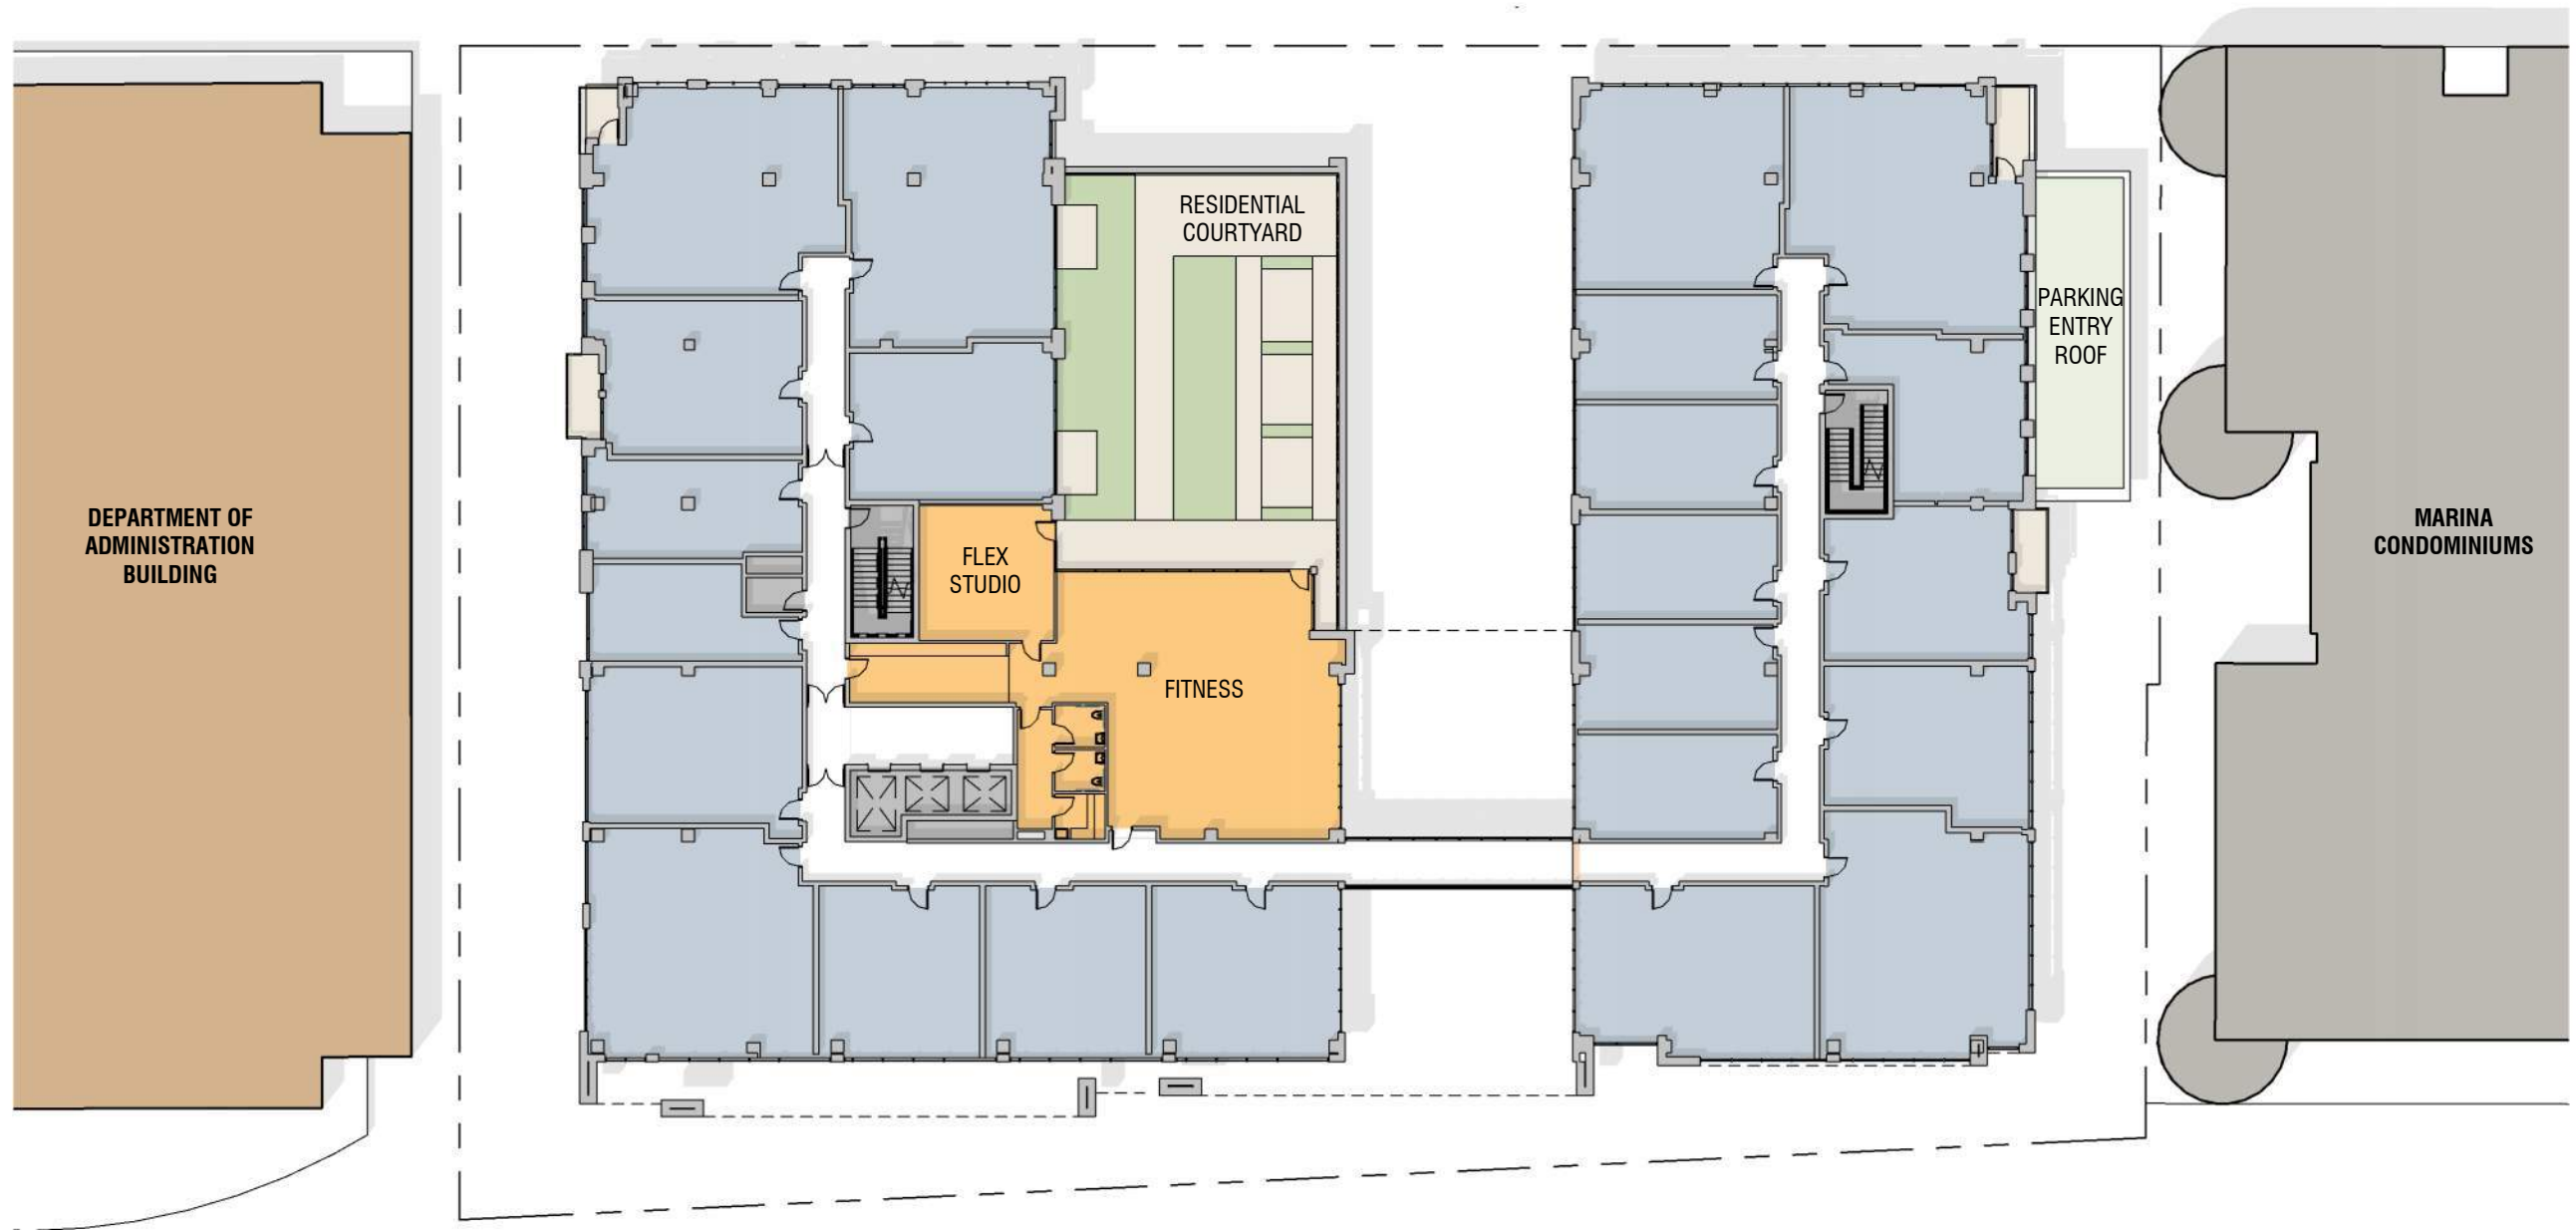 RESIDENTIAL
COURTYARD
PARKING
ENTRY
ROOF
DEPARTMENT OF
ADMINISTRATION
BUILDING
FLEX
STUDIO
MARINA
CONDOMINIUMS
FITNESS